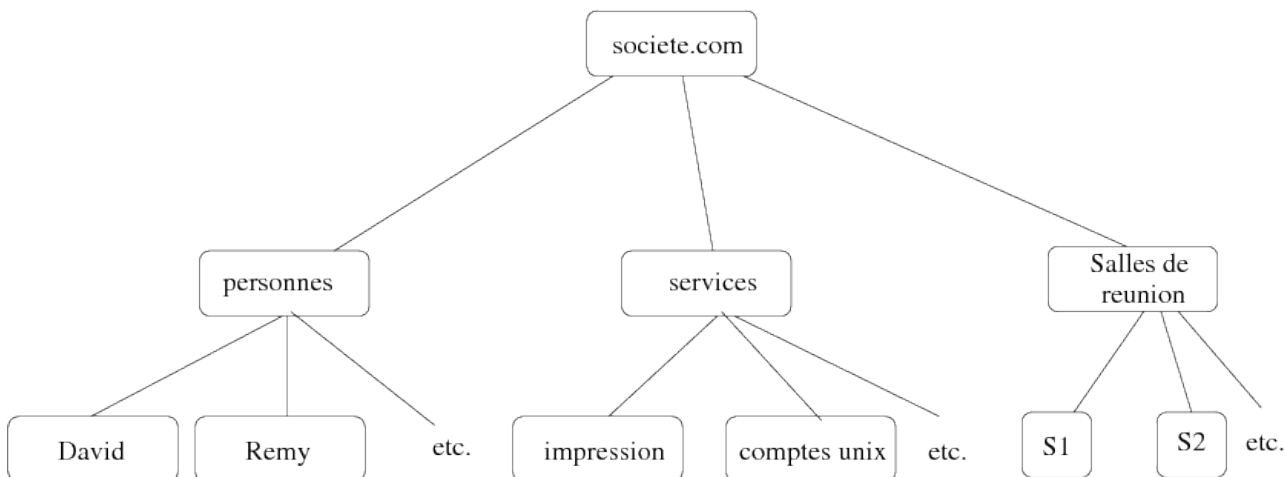 societe.com
personnes
services
Salles de
reunion
David
Remy
etc.
impression
comptes unix
etc.
S1
S2
etc.